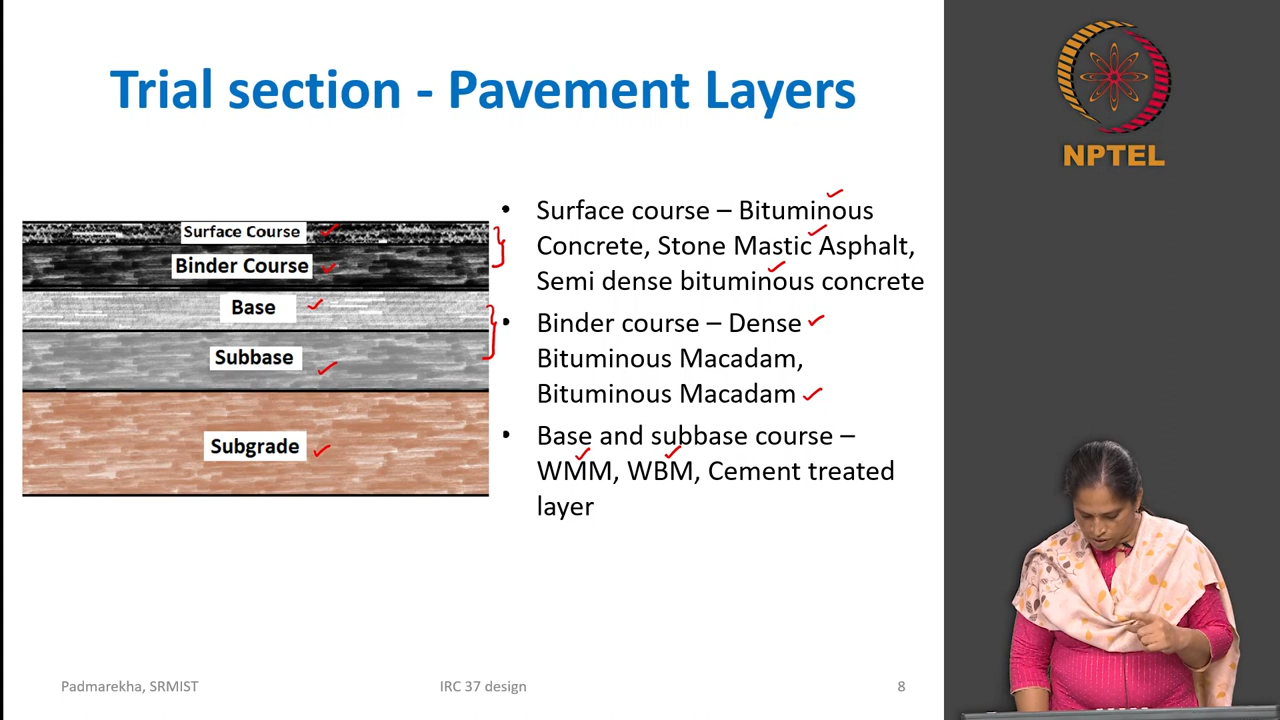 Trial section - Pavement Layers
NPTEL
Surface Course
Binder Course
Base
Subbase
Subgrade
• Surface course – Bituminous
Concrete, Stone Mastic Asphalt,
Semi dense bituminous concrete
• Binder course – Dense
Bituminous Macadam,
Bituminous Macadam
• Base and subbase course –
WMM, WBM, Cement treated
layer
Padmarekha, SRMIST
IRC 37 design
8